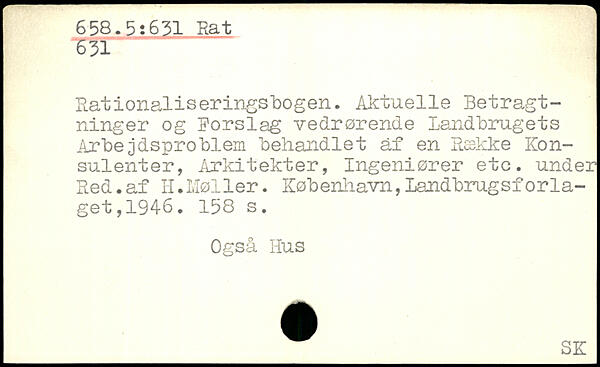 658.5:631 Rat
631
Rationaliseringsbogen. Aktuelle Betragt-
ninger og Forslag vedrørende Landbrugets
Arbejdsproblem behandlet af en Række Kon-
sulenter, Arkitekter, Ingeniører etc. under
Red.af H.Møller. København,Landbrugsforla-
get,1946. 158 s.
Også Hus
SK